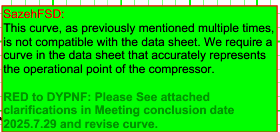 SazehFSD:
This curve, as previously mentioned multiple times,
is not compatible with the data sheet. We require a
curve in the data sheet that accurately represents
the operational point of the compressor.
RED to DYPNF: Please See attached
clarifications in Meeting conclusion date
2025.7.29 and revise curve.